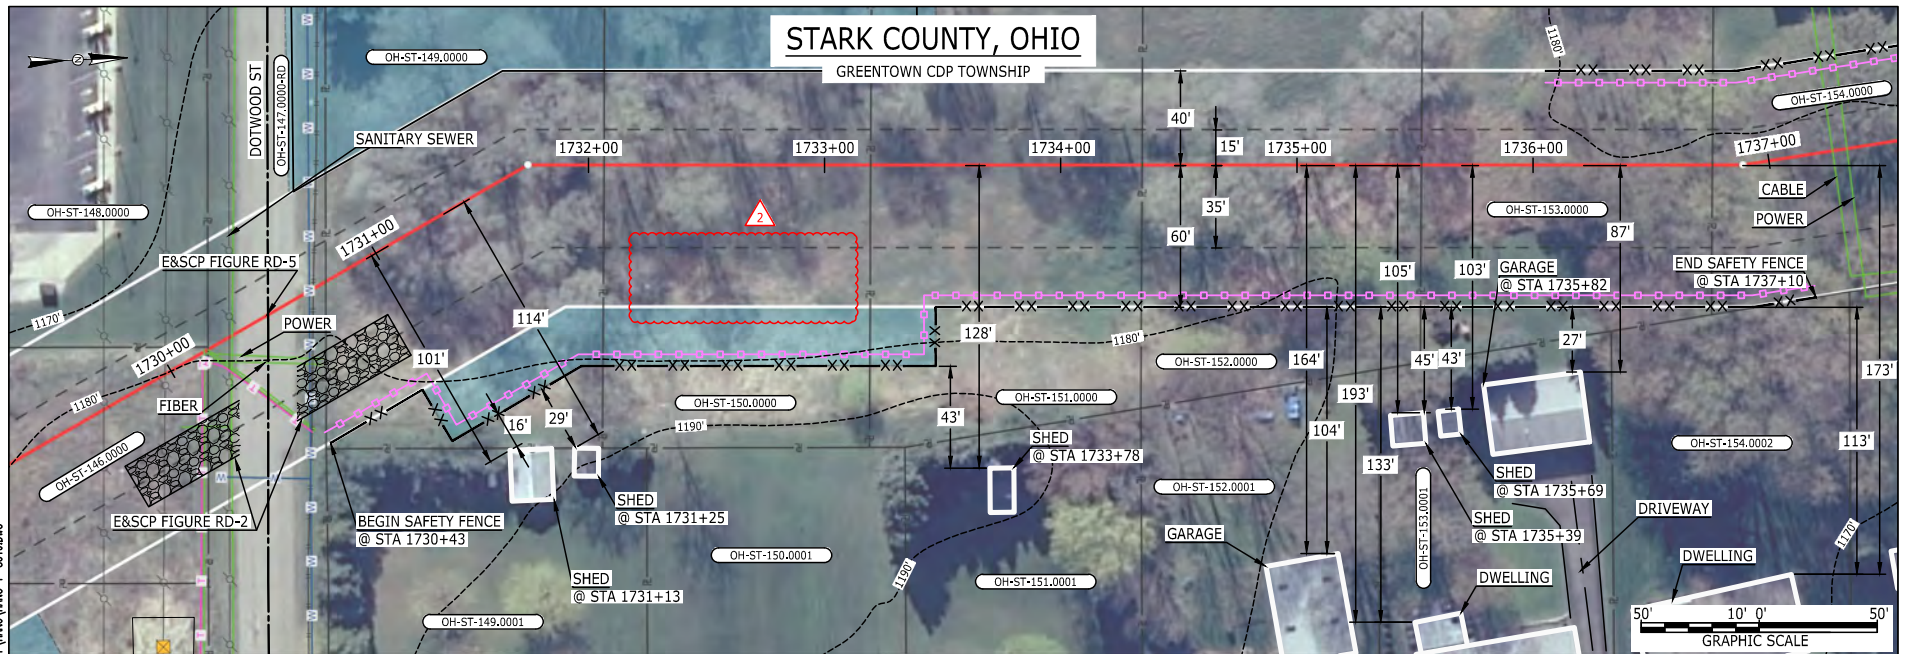 STARK COUNTY, OHIO
GREENTOWN CDP TOWNSHIP
OH-ST-149.0000
DOTWOOD ST
OH-ST-147.0000-RD
SANITARY SEWER
OH-ST-148.0000
N
1180'
OH-ST-154.0000
40'
15'
1732+00
1733+00
1734+00
1735+00
1736+00
1737+00
CABLE
POWER
OH-ST-153.0000
2
35'
60'
87'
1731+00
E&SCP FIGURE RD-5
105'
103'
GARAGE
@ STA 1735+82
END SAFETY FENCE
@ STA 1737+10
1170'
POWER
114'
128'
1180'
OH-ST-152.0000
164'
45'
43'
27'
173'
1730+00
101'
193'
1180'
FIBER
OH-ST-150.0000
OH-ST-151.0000
16'
29'
1190'
43'
104'
133'
OH-ST-146.0000
SHED
@ STA 1733+78
OH-ST-154.0002
113'
E&SCP FIGURE RD-2
BEGIN SAFETY FENCE
@ STA 1730+43
SHED
@ STA 1731+25
OH-ST-152.0001
SHED
@ STA 1735+69
OH-ST-153.0001
SHED
@ STA 1735+39
DRIVEWAY
GARAGE
1170'
OH-ST-150.0001
OH-ST-151.0001
1190'
SHED
@ STA 1731+13
DWELLING
DWELLING
OH-ST-149.0001
50'
10'
0'
50'
GRAPHIC SCALE